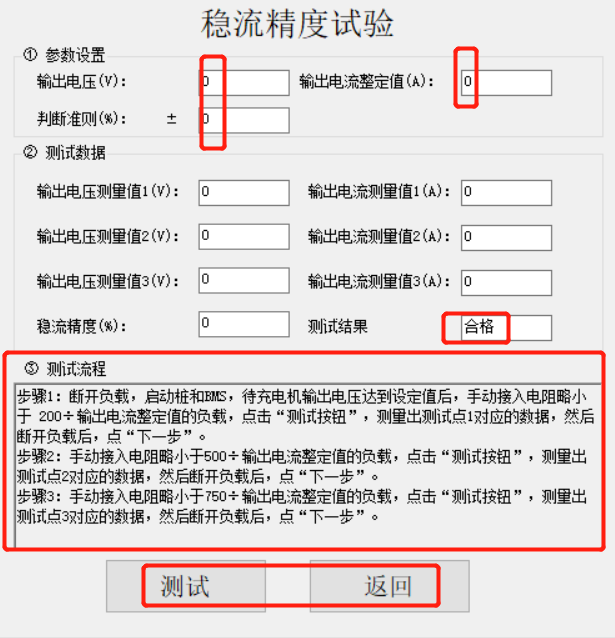 稳流精度试验
① 参数设置
输出电压(V): 0 输出电流整定值(A): 0
判断准则(%): ± 0
② 测试数据
输出电压测量值1(V): 0 输出电流测量值1(A): 0
输出电压测量值2(V): 0 输出电流测量值2(A): 0
输出电压测量值3(V): 0 输出电流测量值3(A): 0
稳流精度(%): 0 测试结果 合格
③ 测试流程
步骤1: 断开负载，启动桩和BMS，待充电机输出电压达到设定值后，手动接入电阻略小
于 200÷输出电流整定值的负载，点击“测试按钮”，测量出测试点1对应的数据，然后
断开负载后，点“下一步”。
步骤2: 手动接入电阻略小于500÷输出电流整定值的负载，点击“测试按钮”，测量出
测试点2对应的数据，然后断开负载后，点“下一步”。
步骤3: 手动接入电阻略小于750÷输出电流整定值的负载，点击“测试按钮”，测量出
测试点3对应的数据，然后断开负载后，点“下一步”。
测试 返回